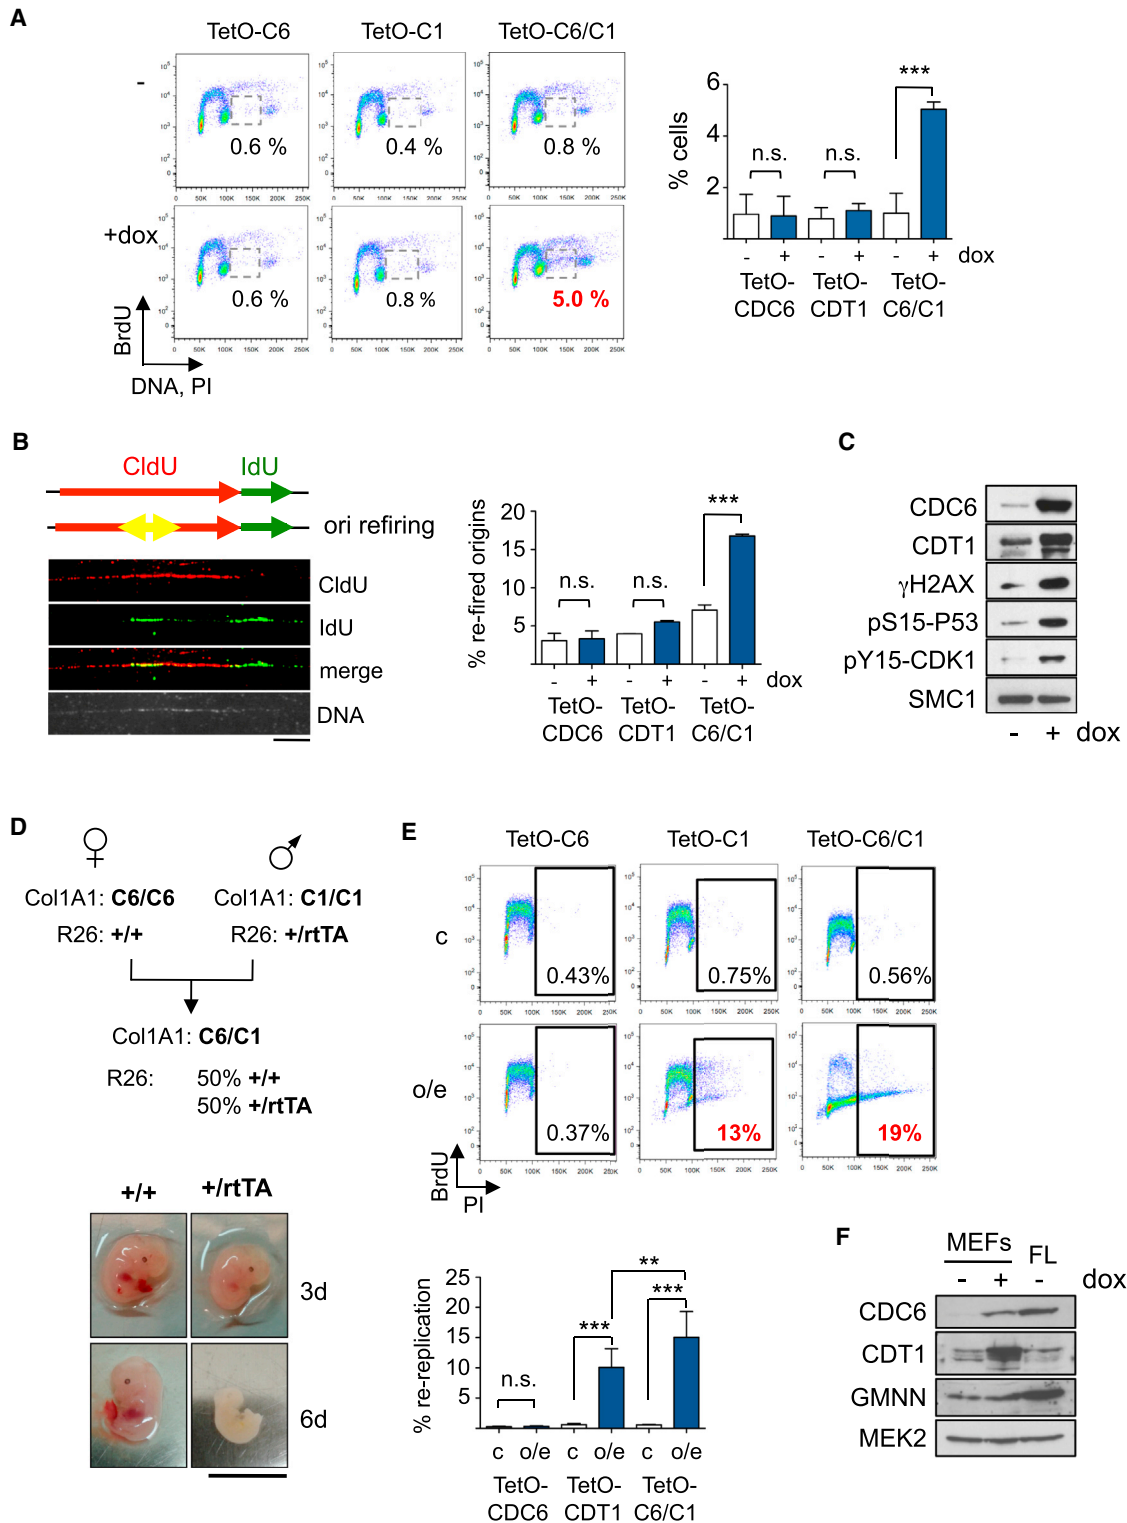 A
TetO-C6 TetO-C1 TetO-C6/C1
-
0.6 % 0.4 % 0.8 %
+dox
0.6 % 0.8 % 5.0 %
BrdU
DNA, PI
% cells
6
4
2
n.s. n.s. ***
- + - + - + dox
TetO- TetO- TetO-
CDC6 CDT1 C6/C1
B
CldU IdU
ori refiring
CldU
IdU
merge
DNA
% re-fired origins
20
15
10
5
n.s. n.s. ***
- + - + - + dox
TetO- TetO- TetO-
CDC6 CDT1 C6/C1
C
CDC6
CDT1
γH2AX
pS15-P53
pY15-CDK1
SMC1
- + dox
D
♀ ♂
Col1A1: C6/C6 Col1A1: C1/C1
R26: +/+ R26: +/rtTA
Col1A1: C6/C1
R26: 50% +/+
50% +/rtTA
+/+ +/rtTA
3d
6d
E
TetO-C6 TetO-C1 TetO-C6/C1
c
0.43% 0.75% 0.56%
o/e
0.37% 13% 19%
BrdU
PI
% re-replication
25
20
15
10
5
n.s. *** ** ***
c o/e c o/e c o/e
TetO- TetO- TetO-
CDC6 CDT1 C6/C1
F
MEFs FL
- + - dox
CDC6
CDT1
GMNN
MEK2